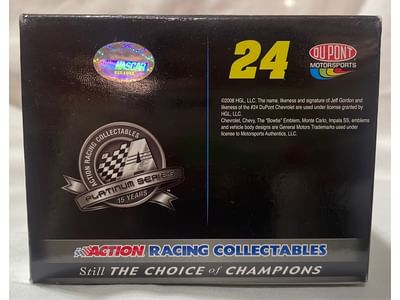 NASCAR
24
DU PONT
MOTORSPORTS
©2008 HGL, LLC. The name, likeness and signature of Jeff Gordon and
likeness of the #24 DuPont Chevrolet are used under license granted by
HGL, LLC.
Chevrolet, Chevy, The "Bowtie" Emblem, Monte Carlo, Impala SS, emblems
and vehicle body designs are General Motors Trademarks used under
license to Motorsports Authentics, LLC.
ACTION RACING COLLECTABLES
PLATINUM SERIES
15 YEARS
ACTION RACING COLLECTABLES
Still THE CHOICE of CHAMPIONS